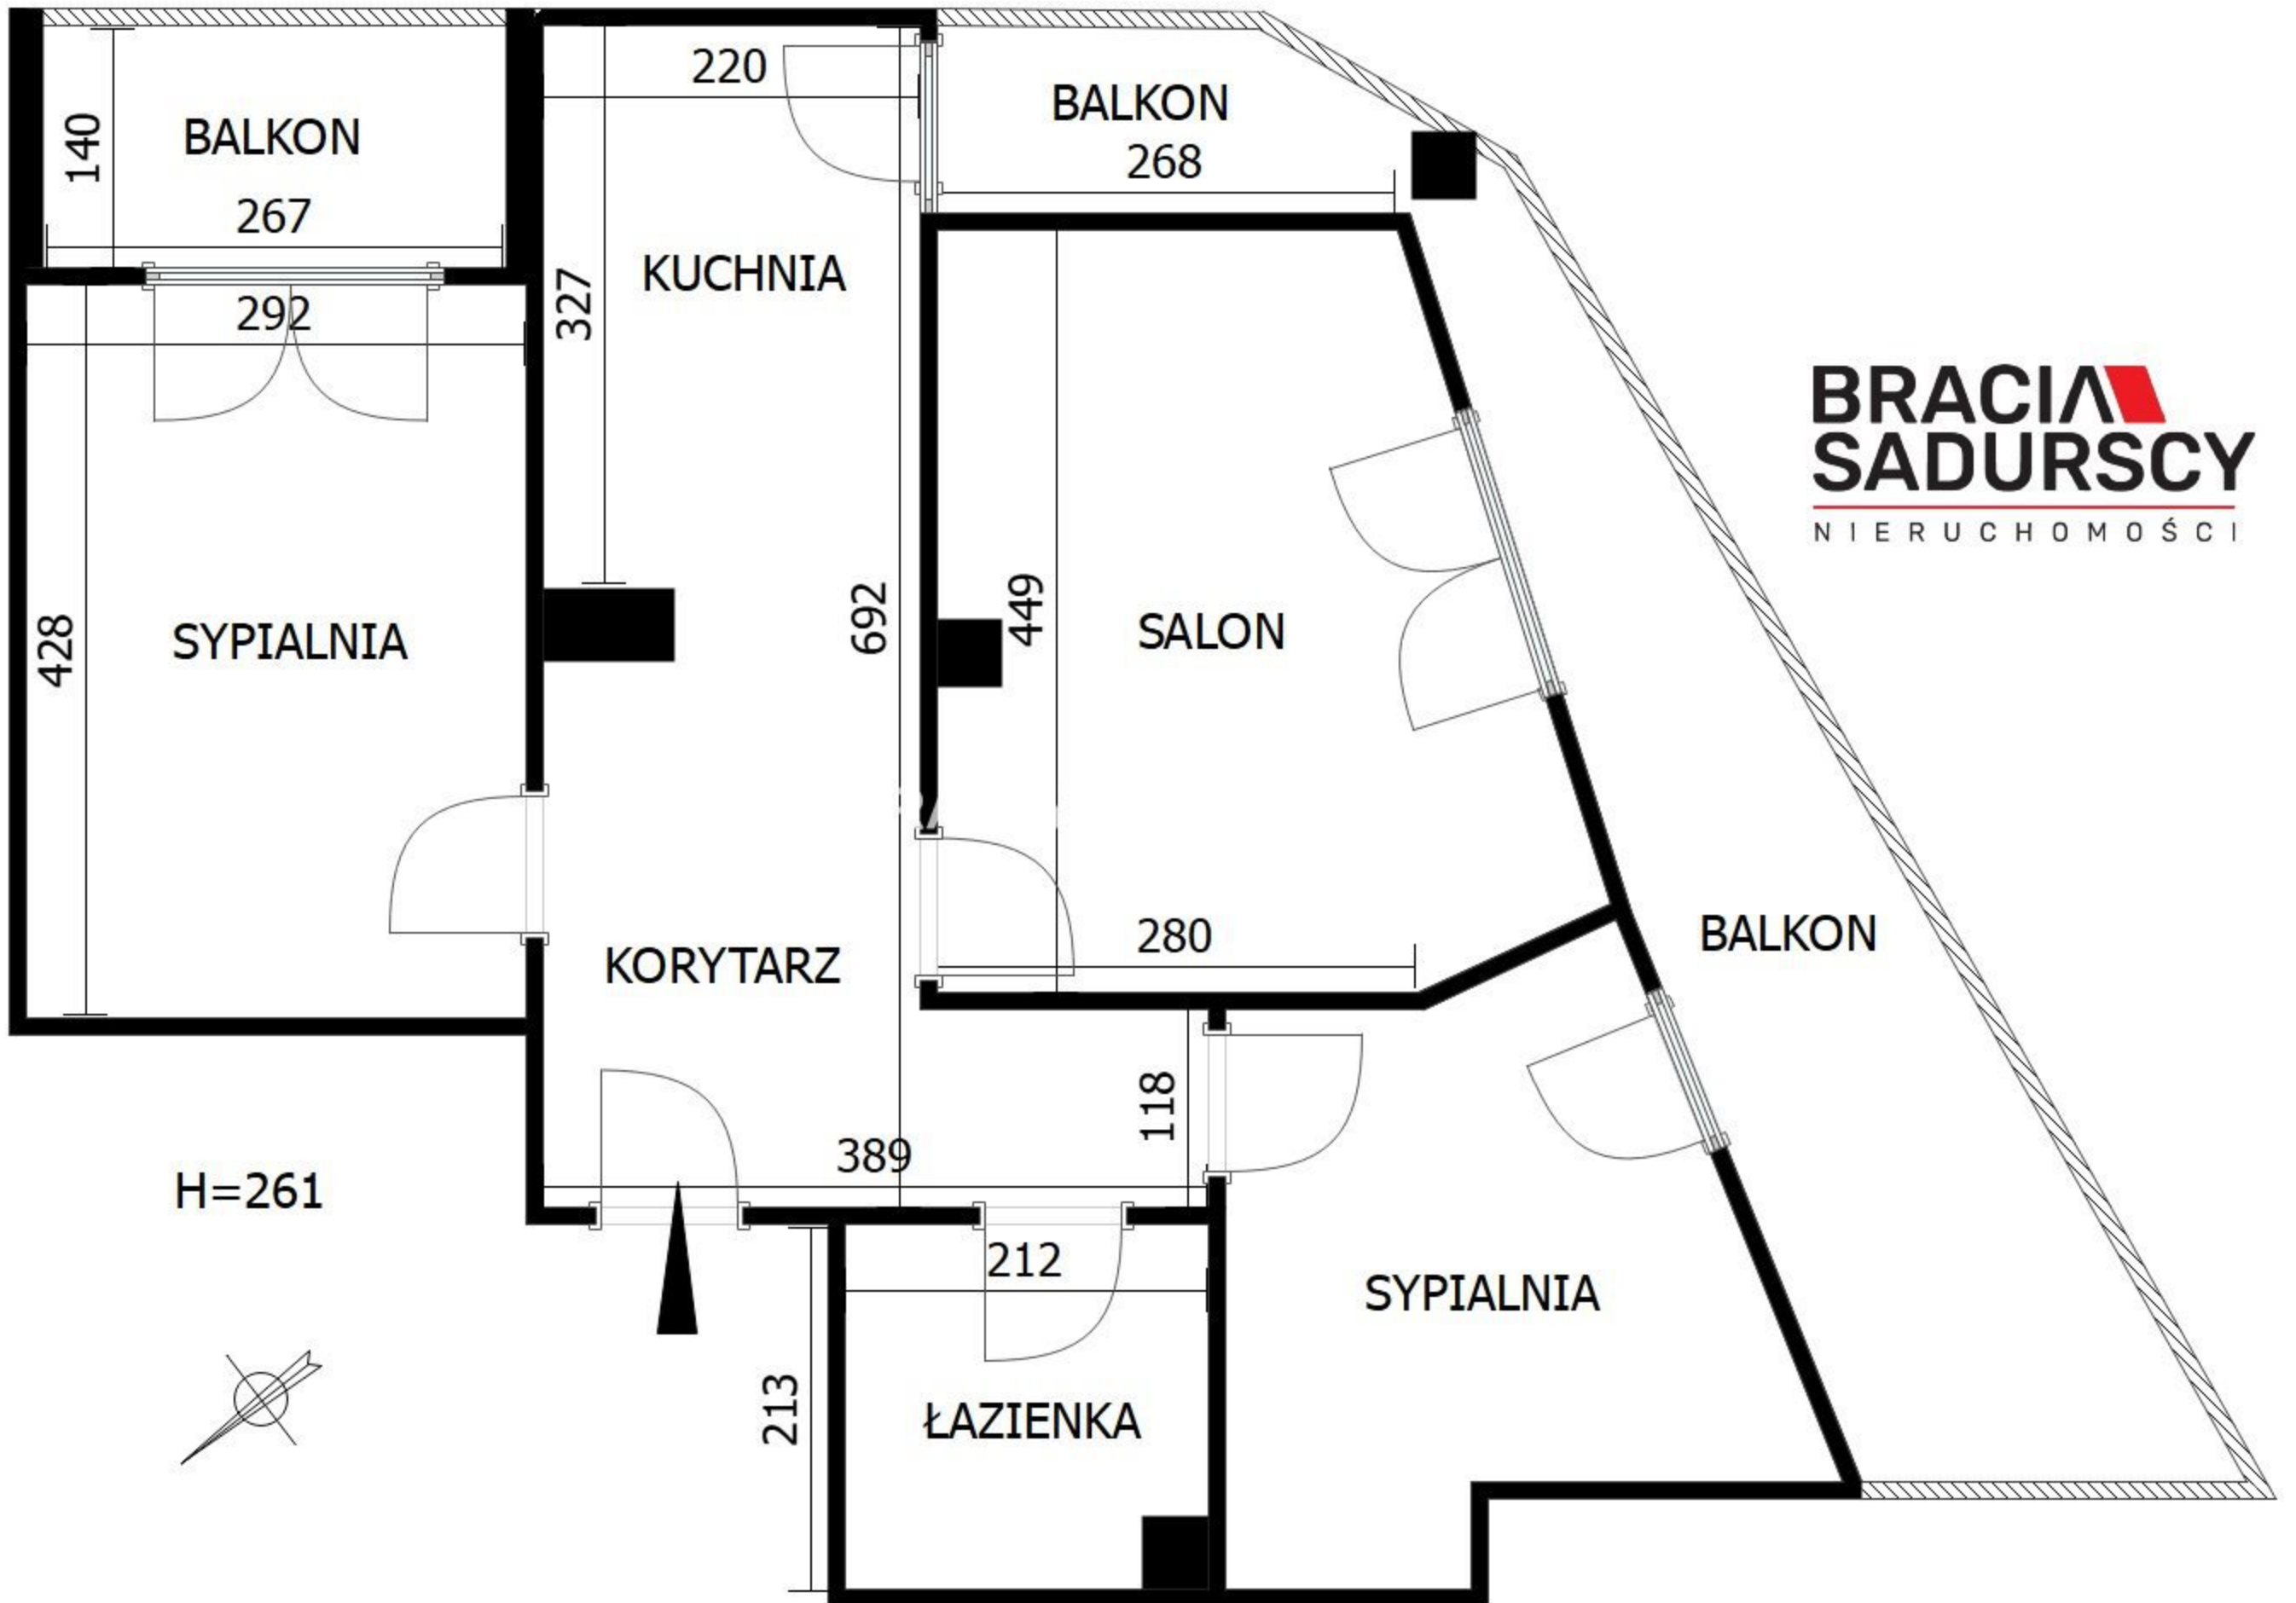 BALKON
140
267
220
BALKON
268
KUCHNIA
327
292
428
SYPIALNIA
692
449
SALON
BRACIA
SADURSCY
NIERUCHOMOŚCI
KORYTARZ
280
BALKON
118
389
H=261
212
213
ŁAZIENKA
SYPIALNIA